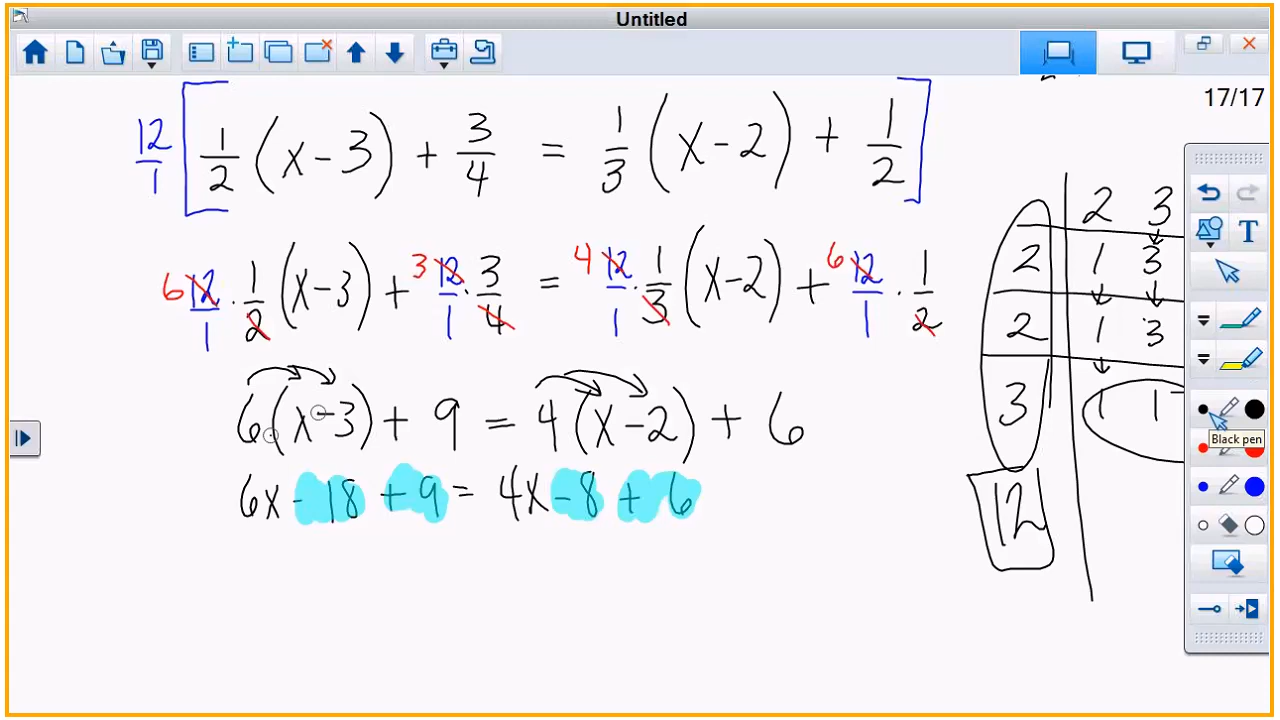 Untitled
17/17
12/1 [ 1/2 (x - 3) + 3/4 = 1/3 (x - 2) + 1/2 ]
6 12/1 · 1/2 (x - 3) + 3 12/1 · 3/4 = 4 12/1 · 1/3 (x - 2) + 6 12/1 · 1/2
6(x - 3) + 9 = 4(x - 2) + 6
6x - 18 + 9 = 4x - 8 + 6
2 3
2 1 3
2 1 3
3 1 1
12
T
Black pen